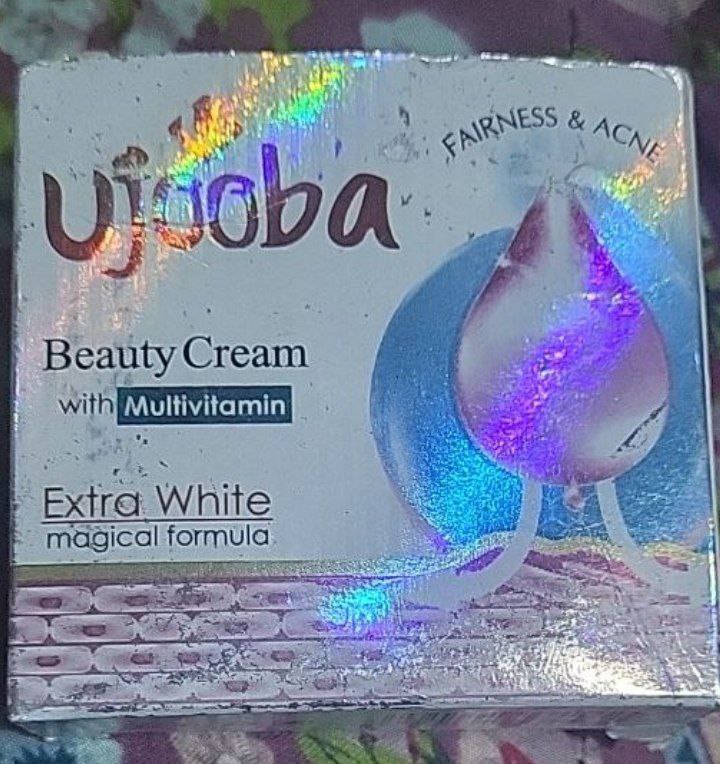 FAIRNESS & ACNE
ujooba
Beauty Cream
with Multivitamin
Extra White
magical formula